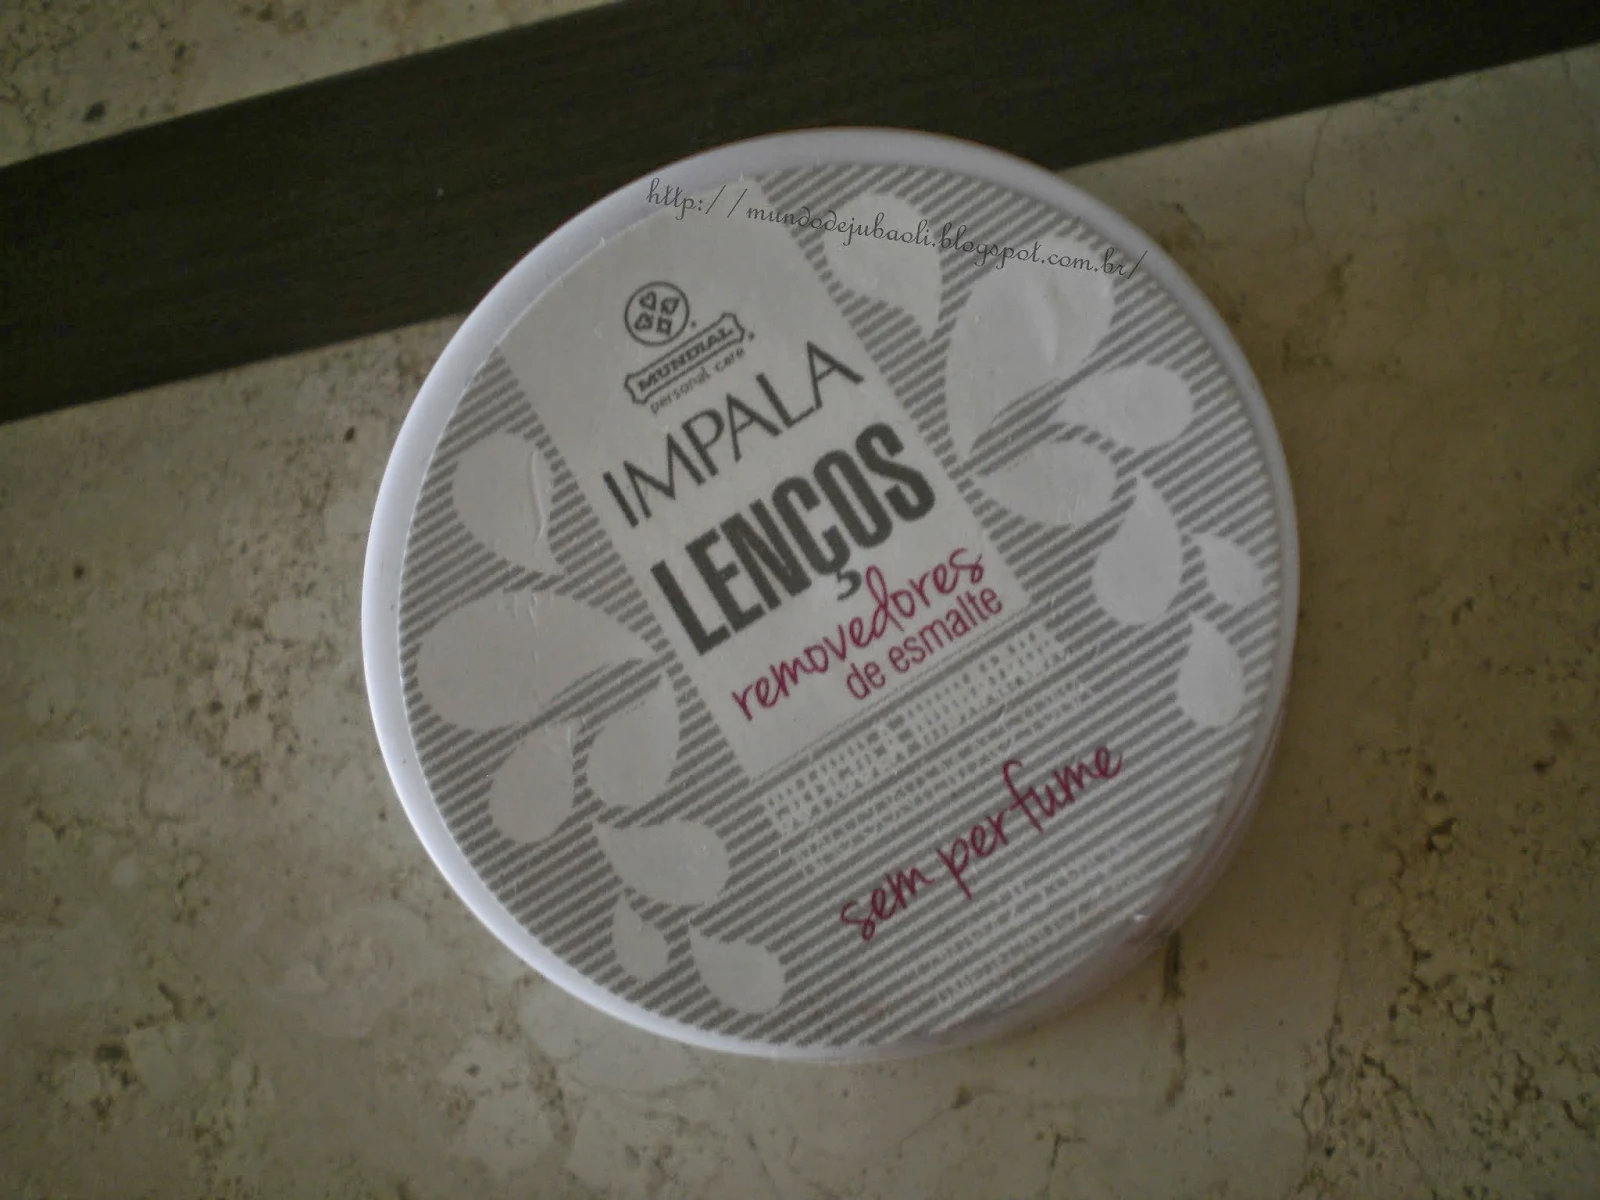 http://mundodejubaoli.blogspot.com.br/
MUNDIAL
personal care
IMPALA
LENÇOS
removedores
de esmalte
sem perfume